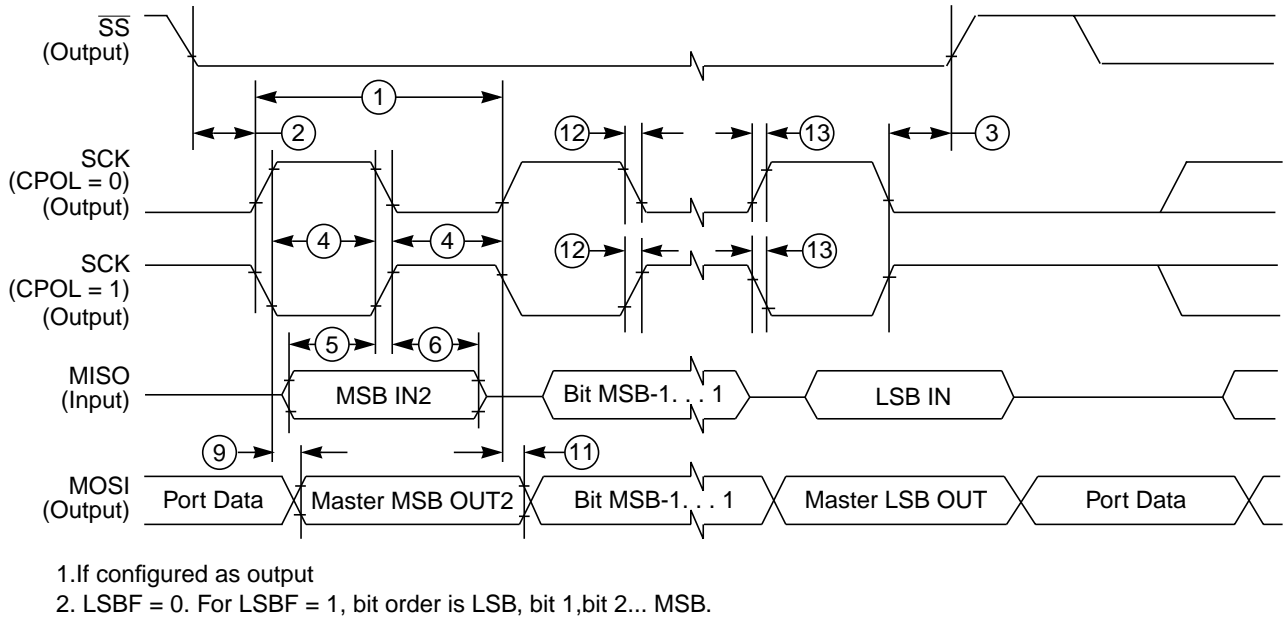 SS
(Output)
1
2
12
13
3
SCK
(CPOL = 0)
(Output)
4
4
SCK
(CPOL = 1)
(Output)
12
13
5
6
MISO
(Input)
MSB IN2
Bit MSB-1. . . 1
LSB IN
9
11
MOSI
(Output)
Port Data
Master MSB OUT2
Bit MSB-1. . . 1
Master LSB OUT
Port Data
1.If configured as output
2. LSBF = 0. For LSBF = 1, bit order is LSB, bit 1,bit 2... MSB.